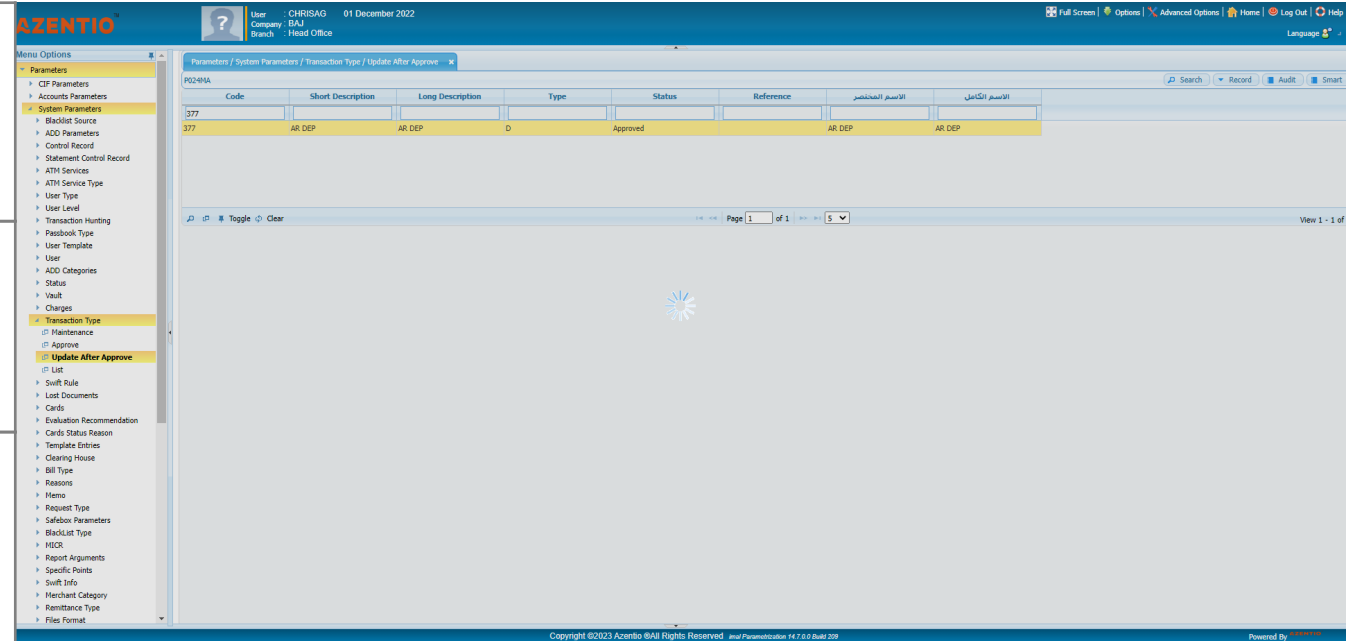 AZENTIO™
User : CHRISAG 01 December 2022
Company : BAJ
Branch : Head Office
Full Screen | Options | Advanced Options | Home | Log Out | Help
Language
Menu Options
Parameters
CIF Parameters
Accounts Parameters
System Parameters
Blacklist Source
ADD Parameters
Control Record
Statement Control Record
ATM Services
ATM Service Type
User Type
User Level
Transaction Hunting
Passbook Type
User Template
User
ADD Categories
Status
Vault
Charges
Transaction Type
Maintenance
Approve
Update After Approve
List
Swift Rule
Lost Documents
Cards
Evaluation Recommendation
Cards Status Reason
Template Entries
Clearing House
Bill Type
Reasons
Memo
Request Type
Safebox Parameters
BlackList Type
MICR
Report Arguments
Specific Points
Swift Info
Merchant Category
Remittance Type
Files Format
Parameters / System Parameters / Transaction Type / Update After Approve x
P024MA
Search Record Audit Smart
Code Short Description Long Description Type Status Reference الاسم المختصر الاسم الكامل
377
377 AR DEP AR DEP D Approved AR DEP AR DEP
Toggle Clear Page 1 of 1 5 View 1 - 1 of
Copyright ©2023 Azentio ®All Rights Reserved imal Parametrization 14.7.0.0 Build 209 Powered By AZENTIO